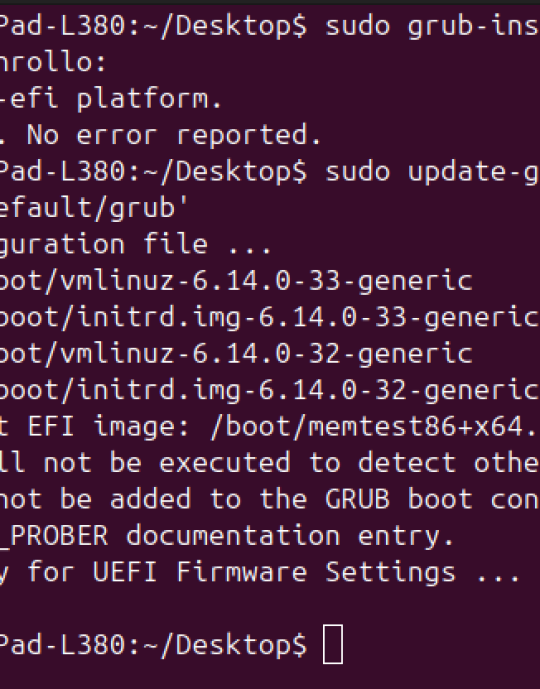 Pad-L380:~/Desktop$ sudo grub-ins
nrollo:
-efi platform.
. No error reported.
Pad-L380:~/Desktop$ sudo update-g
efault/grub'
guration file ...
oot/vmlinuz-6.14.0-33-generic
boot/initrd.img-6.14.0-33-generic
oot/vmlinuz-6.14.0-32-generic
boot/initrd.img-6.14.0-32-generic
t EFI image: /boot/memtest86+x64.
ll not be executed to detect othe
not be added to the GRUB boot con
_PROBER documentation entry.
y for UEFI Firmware Settings ...
Pad-L380:~/Desktop$